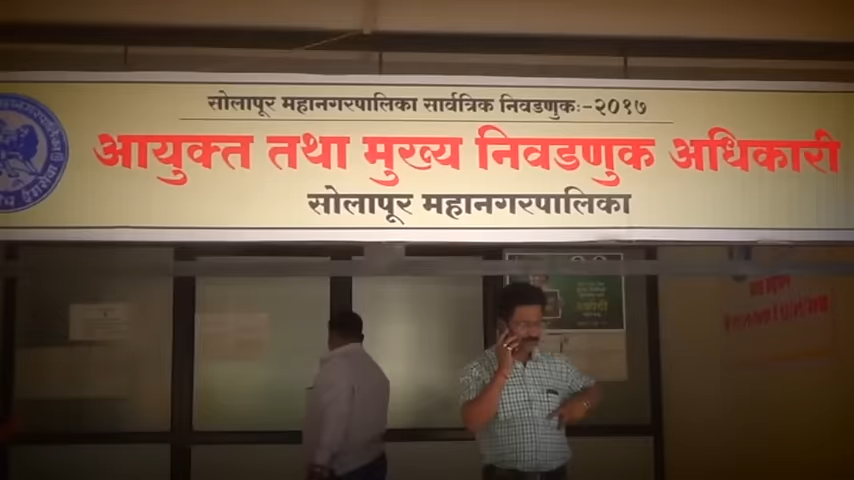 सोलापूर महानगरपालिका सार्वत्रिक निवडणुकः-२०१७
आयुक्त तथा मुख्य निवडणुक अधिकारी
सोलापूर महानगरपालिका